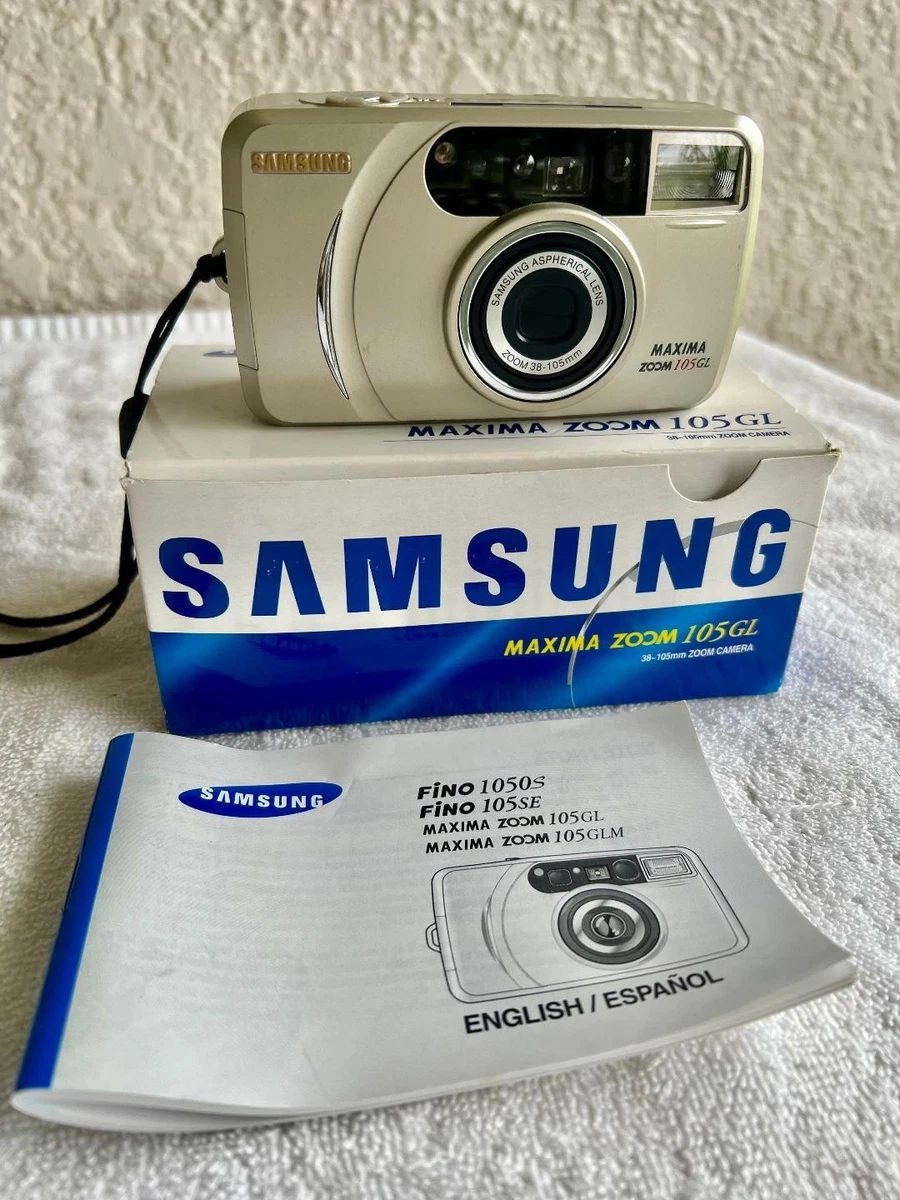 SAMSUNG
SAMSUNG ASPHERICAL LENS
ZOOM 38-105mm
MAXIMA
ZOOM 105GL
MAXIMA ZOOM 105GL
38~105mm ZOOM CAMERA
SAMSUNG
MAXIMA ZOOM 105GL
38~105mm ZOOM CAMERA
SAMSUNG
FiNO 1050S
FiNO 105SE
MAXIMA ZOOM 105GL
MAXIMA ZOOM 105GLM
ENGLISH / ESPAÑOL